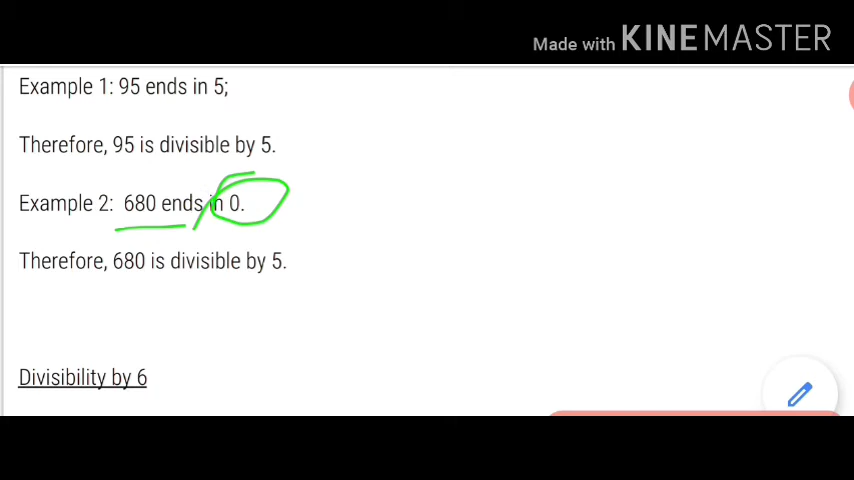 Made with KINEMASTER
Example 1: 95 ends in 5;
Therefore, 95 is divisible by 5.
Example 2: 680 ends in 0.
Therefore, 680 is divisible by 5.
Divisibility by 6